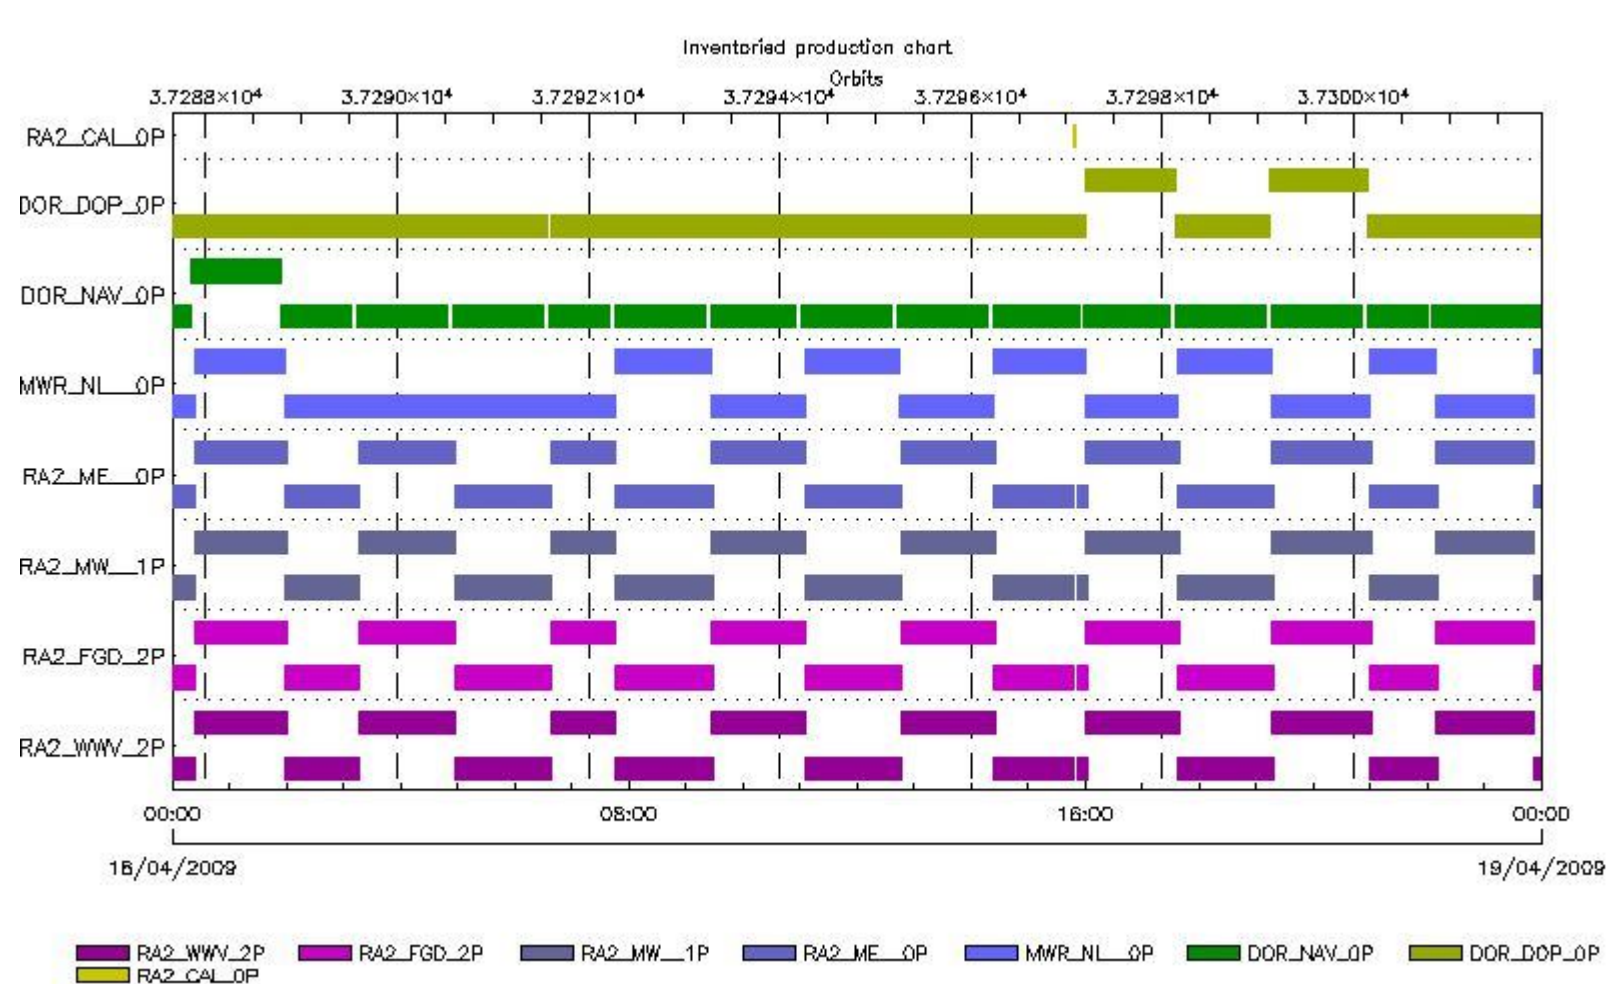 Inventoried production chart
Orbits
3.7288×10⁴ 3.7290×10⁴ 3.7292×10⁴ 3.7294×10⁴ 3.7296×10⁴ 3.7298×10⁴ 3.7300×10⁴
RA2_CAL_0P
DOR_DOP_0P
DOR_NAV_0P
MWR_NL__0P
RA2_ME__0P
RA2_MW__1P
RA2_FGD_2P
RA2_WWV_2P
00:00 08:00 16:00 00:00
18/04/2009 19/04/2009
RA2_WWV_2P RA2_FGD_2P RA2_MW__1P RA2_ME__0P MWR_NL__0P DOR_NAV_0P DOR_DOP_0P
RA2_CAL_0P